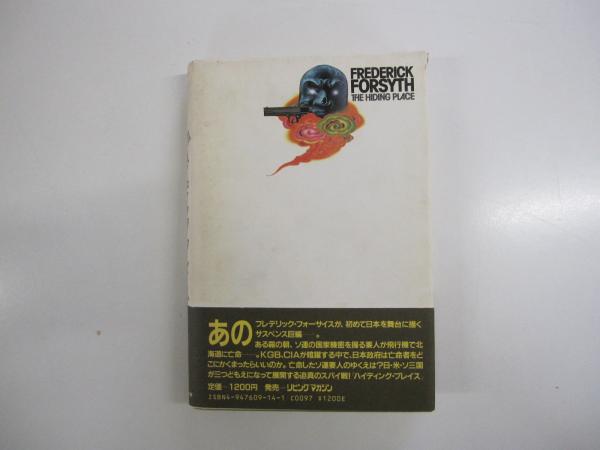 FREDERICK
FORSYTH
THE HIDING PLACE
あの フレデリック・フォーサイスが、初めて日本を舞台に描く
サスペンス巨編——。
ある霧の朝、ソ連の国家機密を握る要人が飛行機で北
海道に亡命——。KGB、CIAが暗躍する中で、日本政府は亡命者をど
こにかくまったらいいのか。亡命したソ連要人のゆくえは?日・米・ソ三国
が三つどもえになって展開する迫真のスパイ戦!「ハイディング・プレイス」
定価—1200円 発売—リビングマガジン
ISBN4-947609-14-1 C0097 ¥1200E